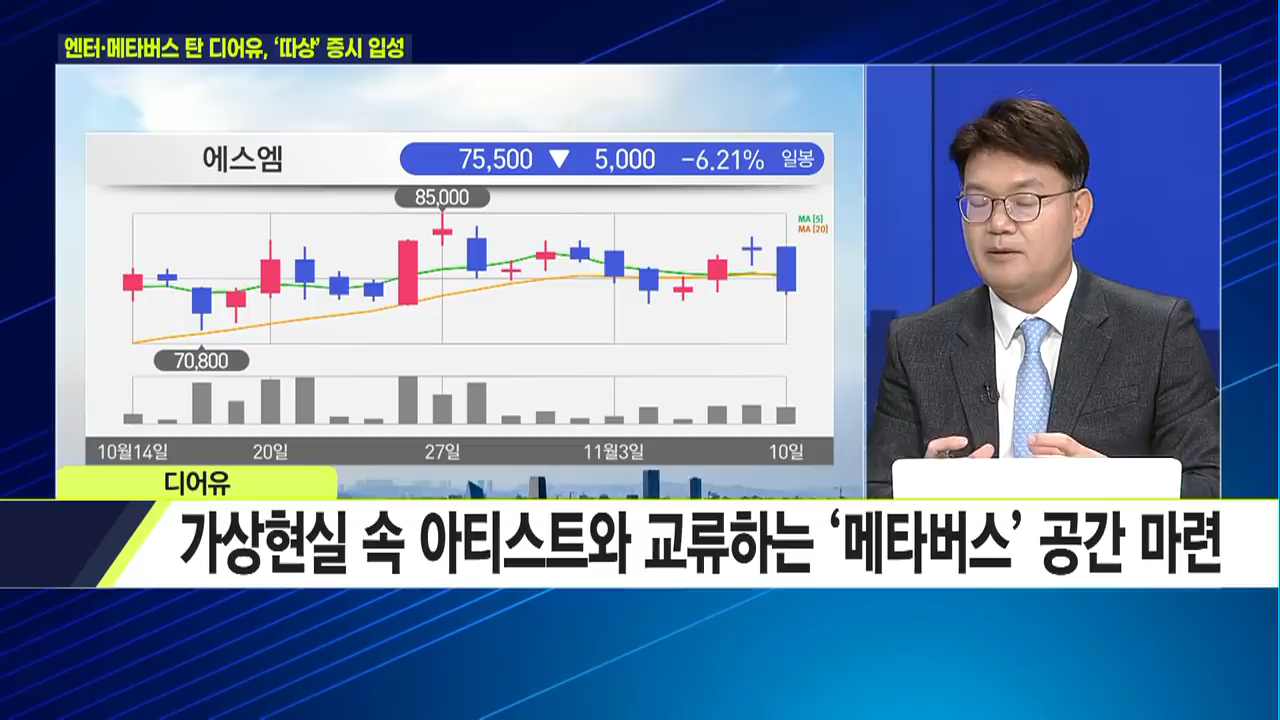 엔터·메타버스 탄 디어유, ‘따상’ 증시 입성
에스엠
75,500 ▼ 5,000 -6.21% 일봉
85,000
MA [5]
MA [20]
70,800
10월14일 20일 27일 11월3일 10일
디어유
가상현실 속 아티스트와 교류하는 ‘메타버스’ 공간 마련